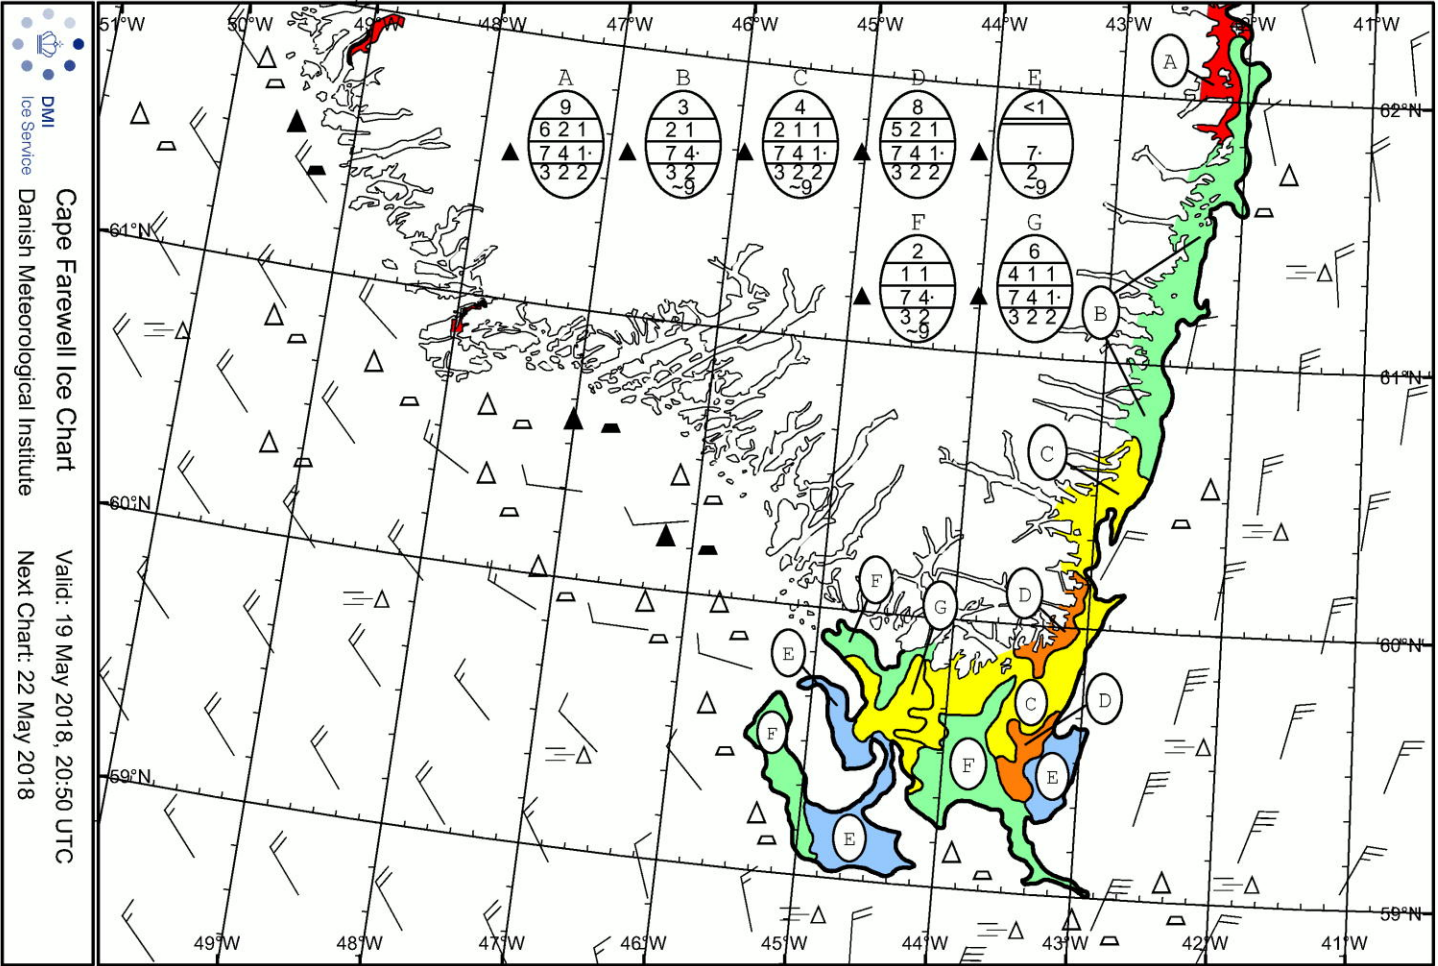 DMI
Ice Service
Cape Farewell Ice Chart
Danish Meteorological Institute
Valid: 19 May 2018, 20:50 UTC
Next Chart: 22 May 2018
51°W 50°W 49°W 48°W 47°W 46°W 45°W 44°W 43°W 42°W 41°W
A
62°N
A B C D E
9 3 4 8 <1
6 2 1 2 1 2 1 1 5 2 1
7 4 1· 7 4· 7 4 1· 7 4 1· 7·
3 2 2 3 2 3 2 2 3 2 2 2
~9 ~9 ~9
F G
2 6
1 1 4 1 1
7 4· 7 4 1·
3 2 3 2 2
~9
61°N
B
61°N
C
60°N
F G D
60°N
E
F C D
F E
59°N
E
59°N
49°W 48°W 47°W 46°W 45°W 44°W 43°W 42°W 41°W